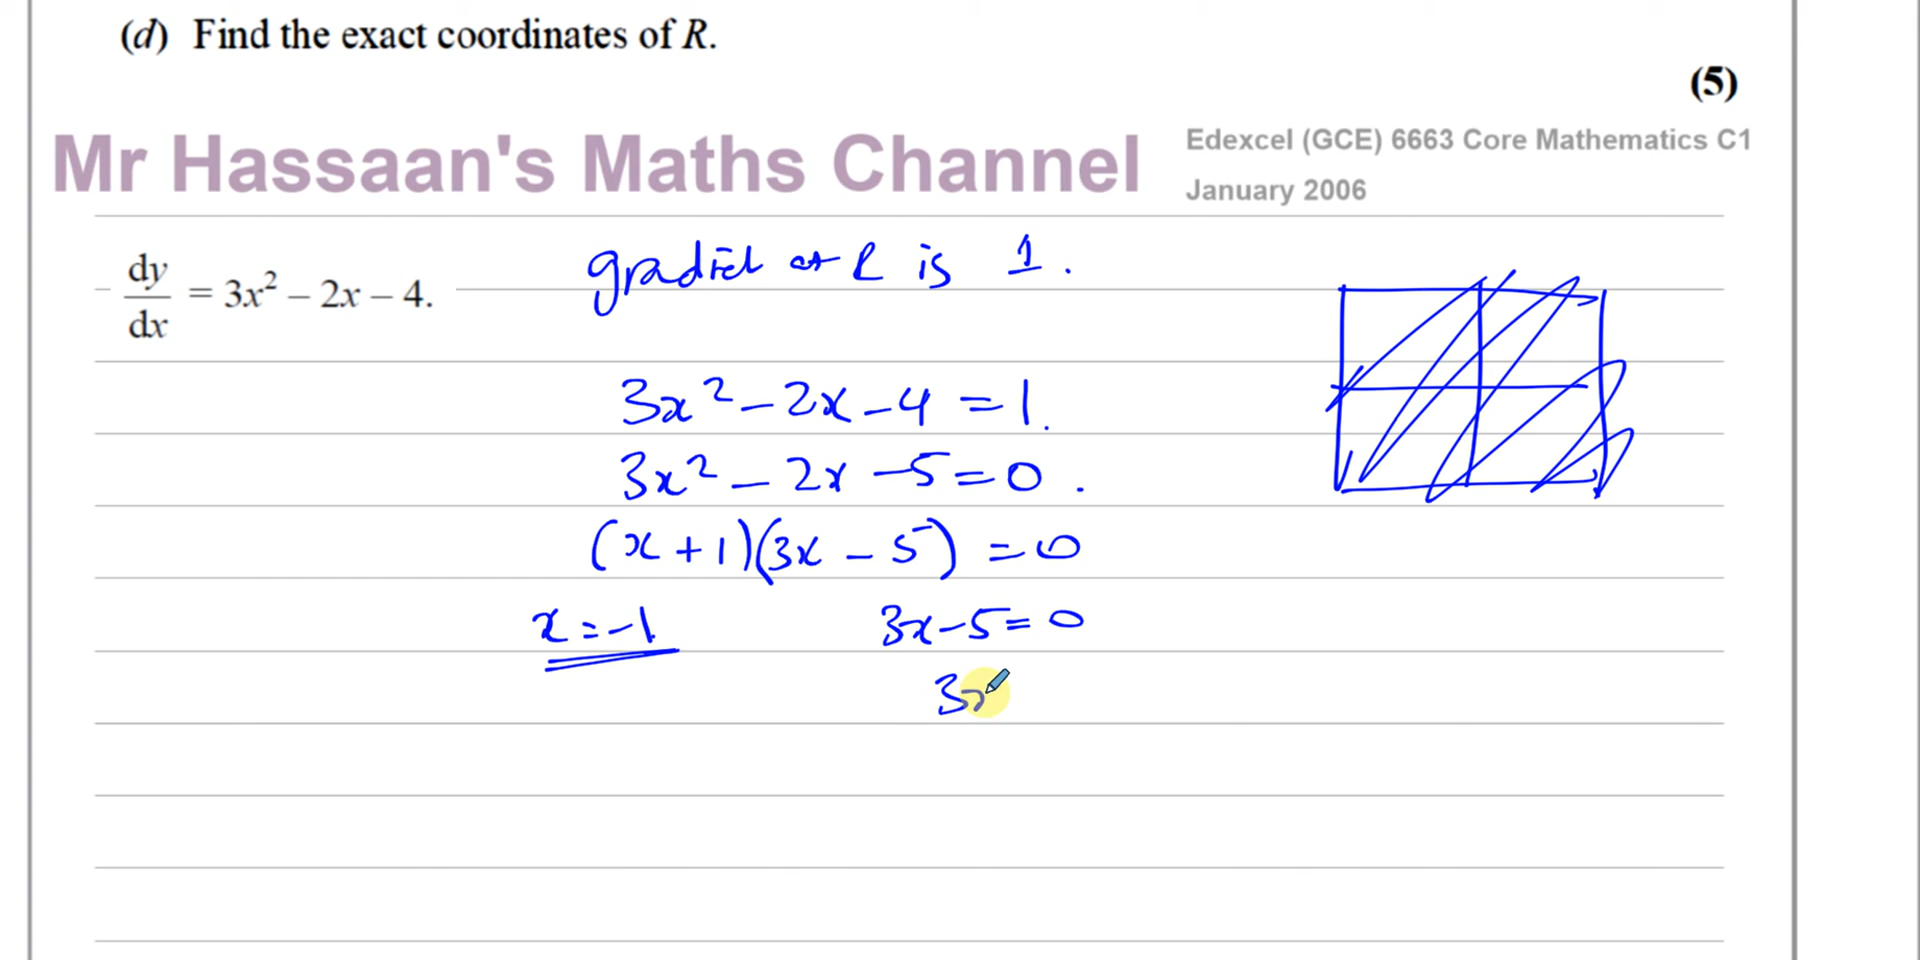 (d) Find the exact coordinates of R.
(5)
Mr Hassaan's Maths Channel
Edexcel (GCE) 6663 Core Mathematics C1
January 2006
dy/dx = 3x² – 2x – 4.
at R is 1.
3x² – 2x – 4 = 1.
3x² – 2x – 5 = 0.
(x + 1)(3x – 5) = 0
x = –1
3x – 5 = 0
3x